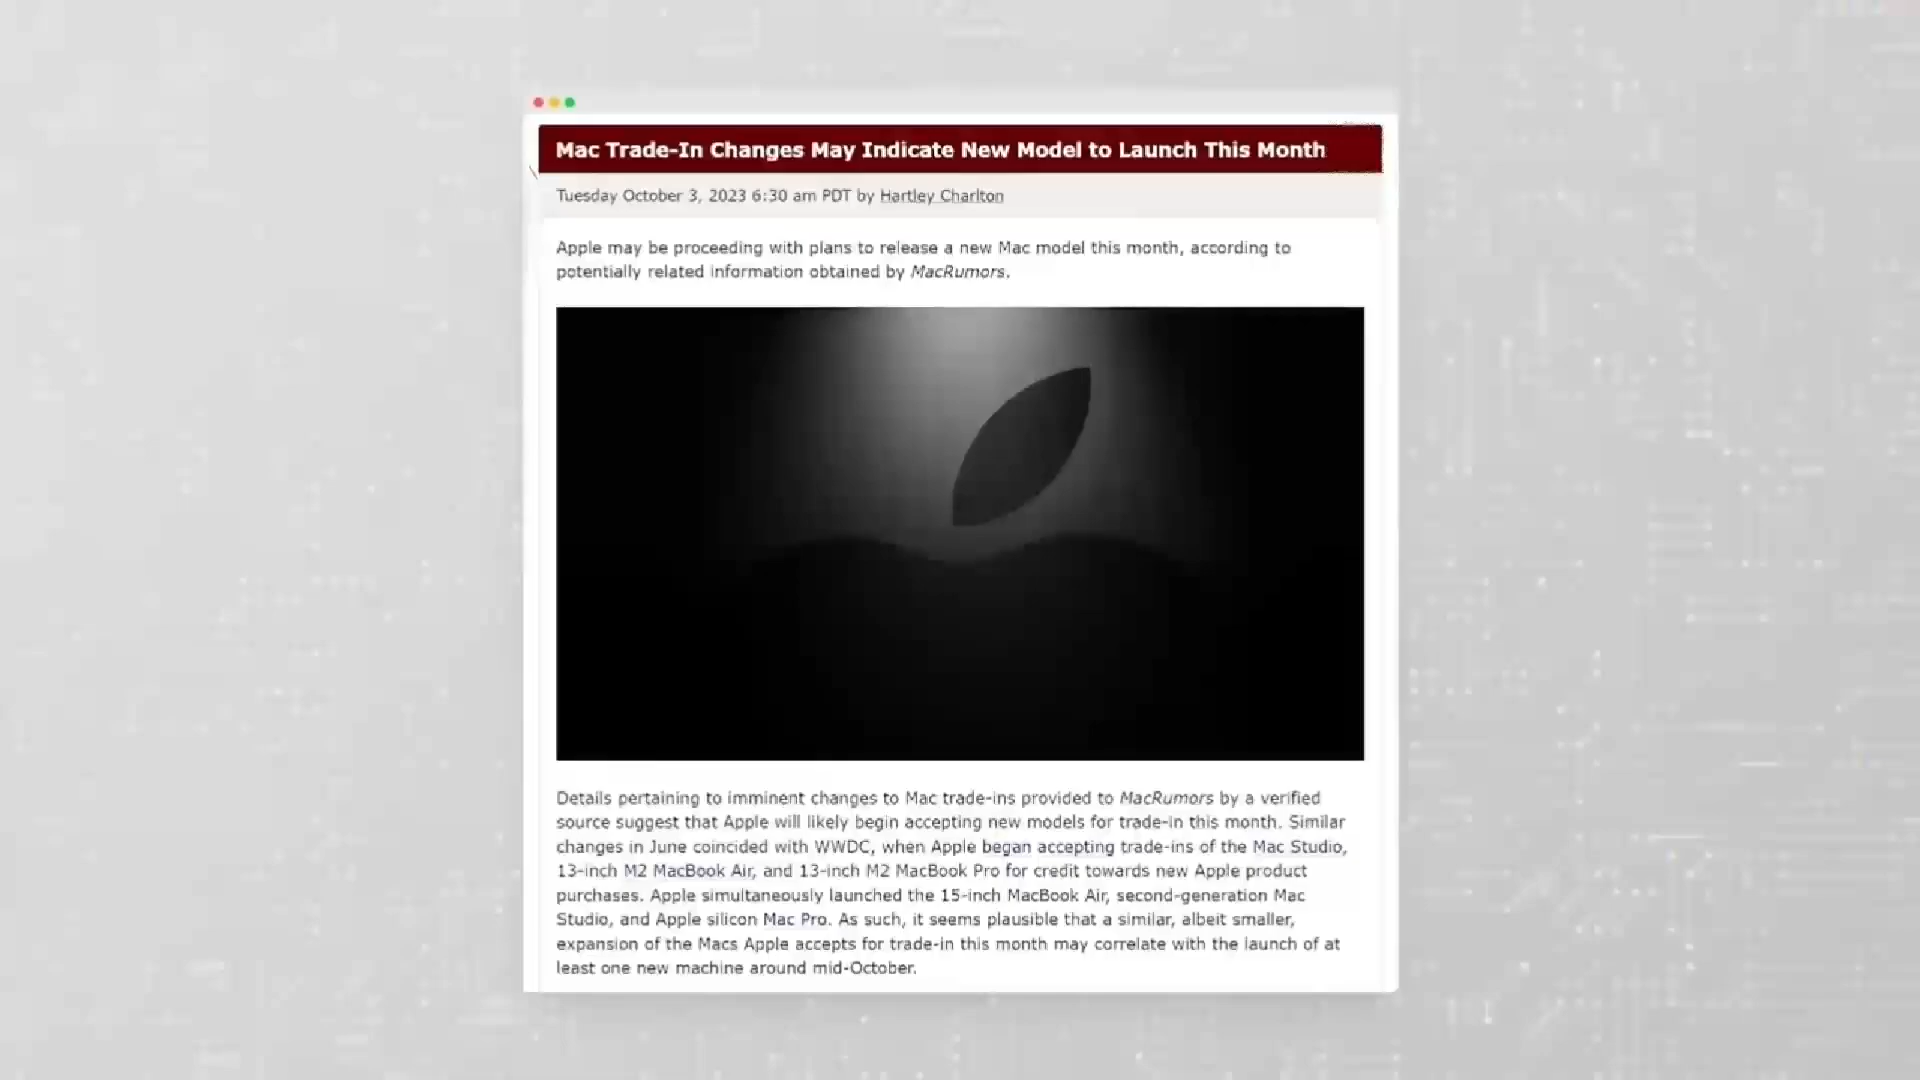 Mac Trade-In Changes May Indicate New Model to Launch This Month
Tuesday October 3, 2023 6:30 am PDT by Hartley Charlton
Apple may be proceeding with plans to release a new Mac model this month, according to
potentially related information obtained by MacRumors.
Details pertaining to imminent changes to Mac trade-ins provided to MacRumors by a verified
source suggest that Apple will likely begin accepting new models for trade-in this month. Similar
changes in June coincided with WWDC, when Apple began accepting trade-ins of the Mac Studio,
13-inch M2 MacBook Air, and 13-inch M2 MacBook Pro for credit towards new Apple product
purchases. Apple simultaneously launched the 15-inch MacBook Air, second-generation Mac
Studio, and Apple silicon Mac Pro. As such, it seems plausible that a similar, albeit smaller,
expansion of the Macs Apple accepts for trade-in this month may correlate with the launch of at
least one new machine around mid-October.